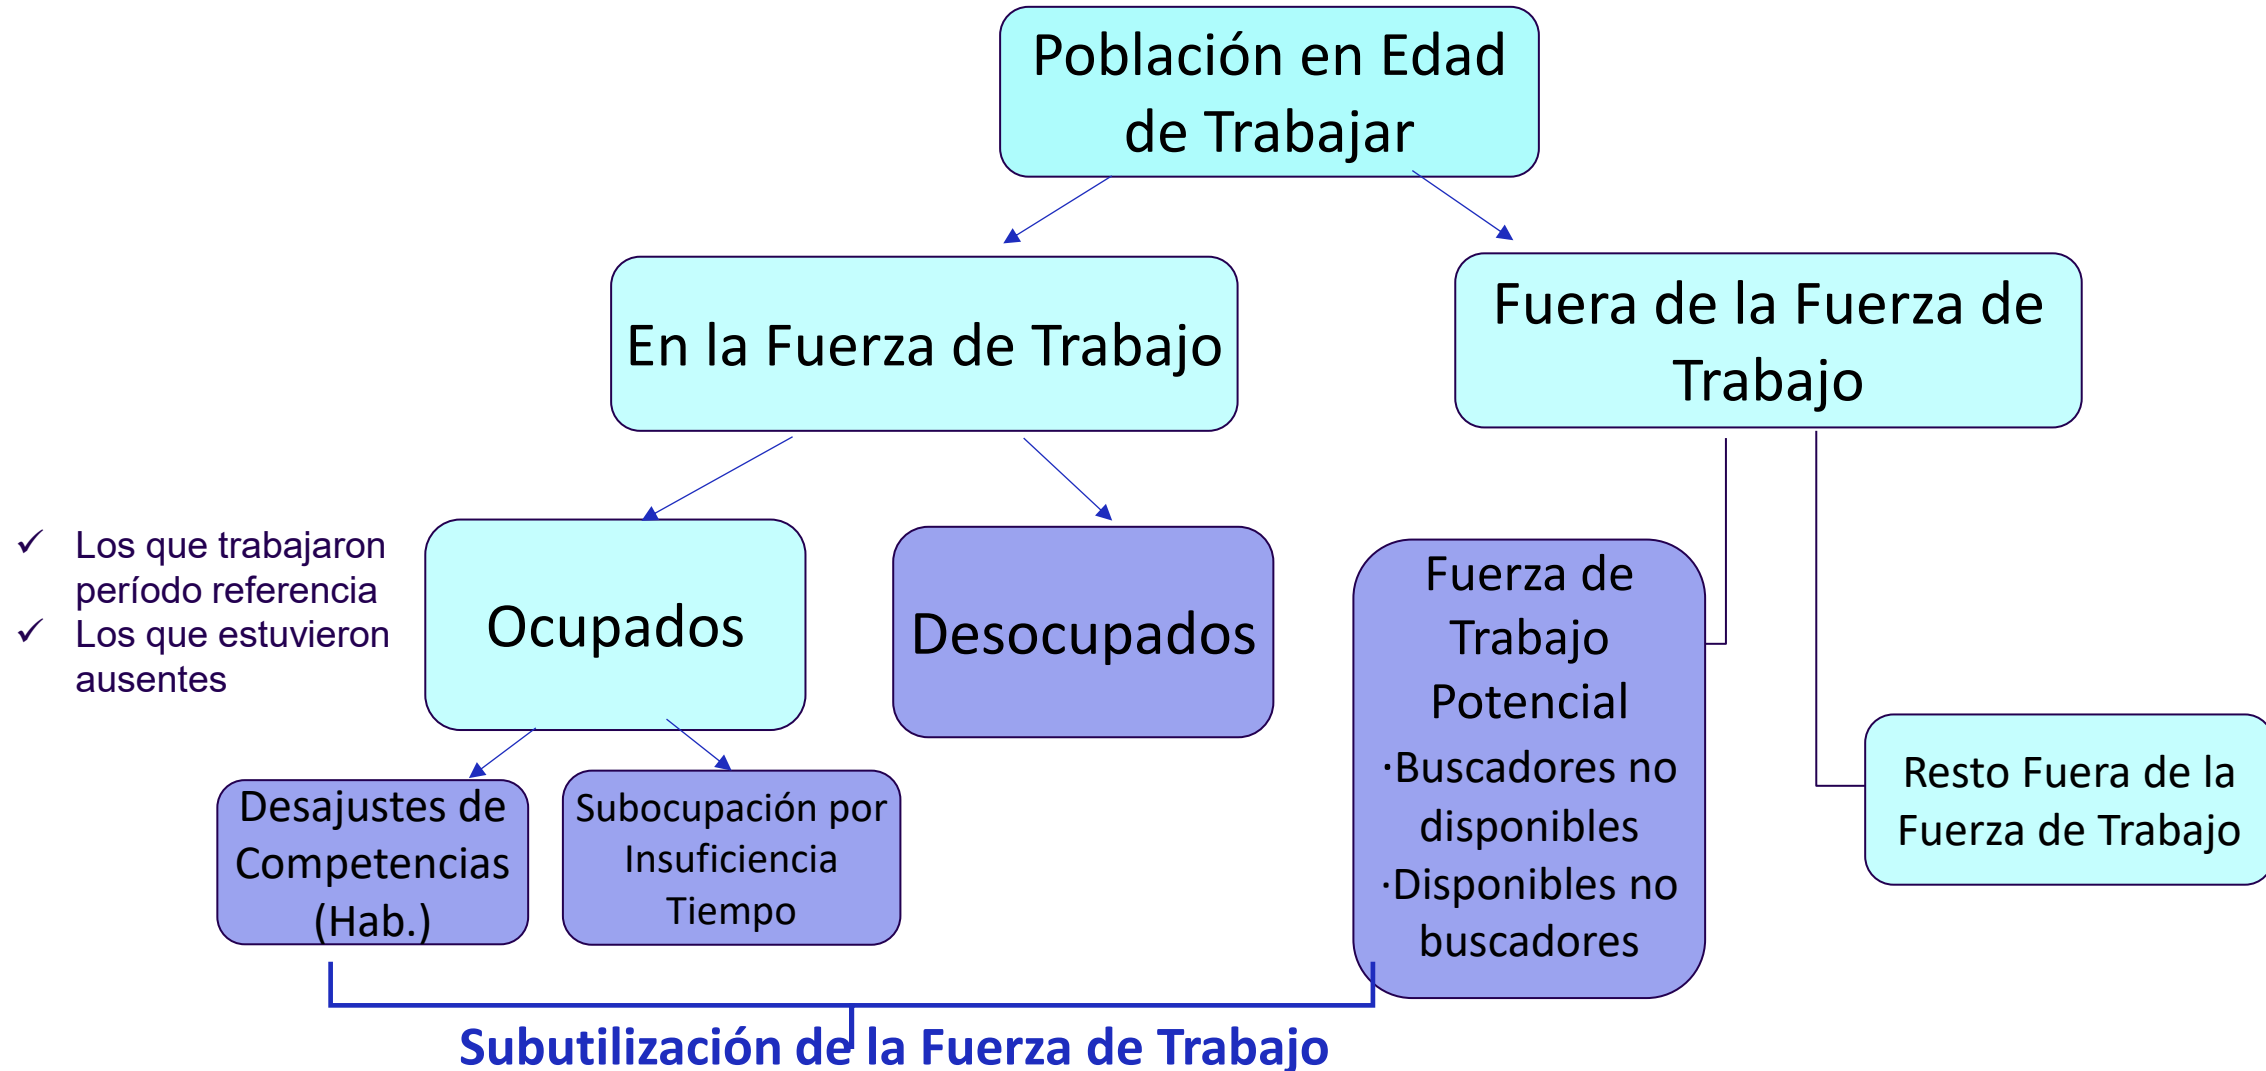 Población en Edad
de Trabajar
En la Fuerza de Trabajo
Fuera de la Fuerza de
Trabajo
✓ Los que trabajaron
período referencia
✓ Los que estuvieron
ausentes
Ocupados
Desocupados
Fuerza de
Trabajo
Potencial
·Buscadores no
disponibles
·Disponibles no
buscadores
Resto Fuera de la
Fuerza de Trabajo
Desajustes de
Competencias
(Hab.)
Subocupación por
Insuficiencia
Tiempo
Subutilización de la Fuerza de Trabajo